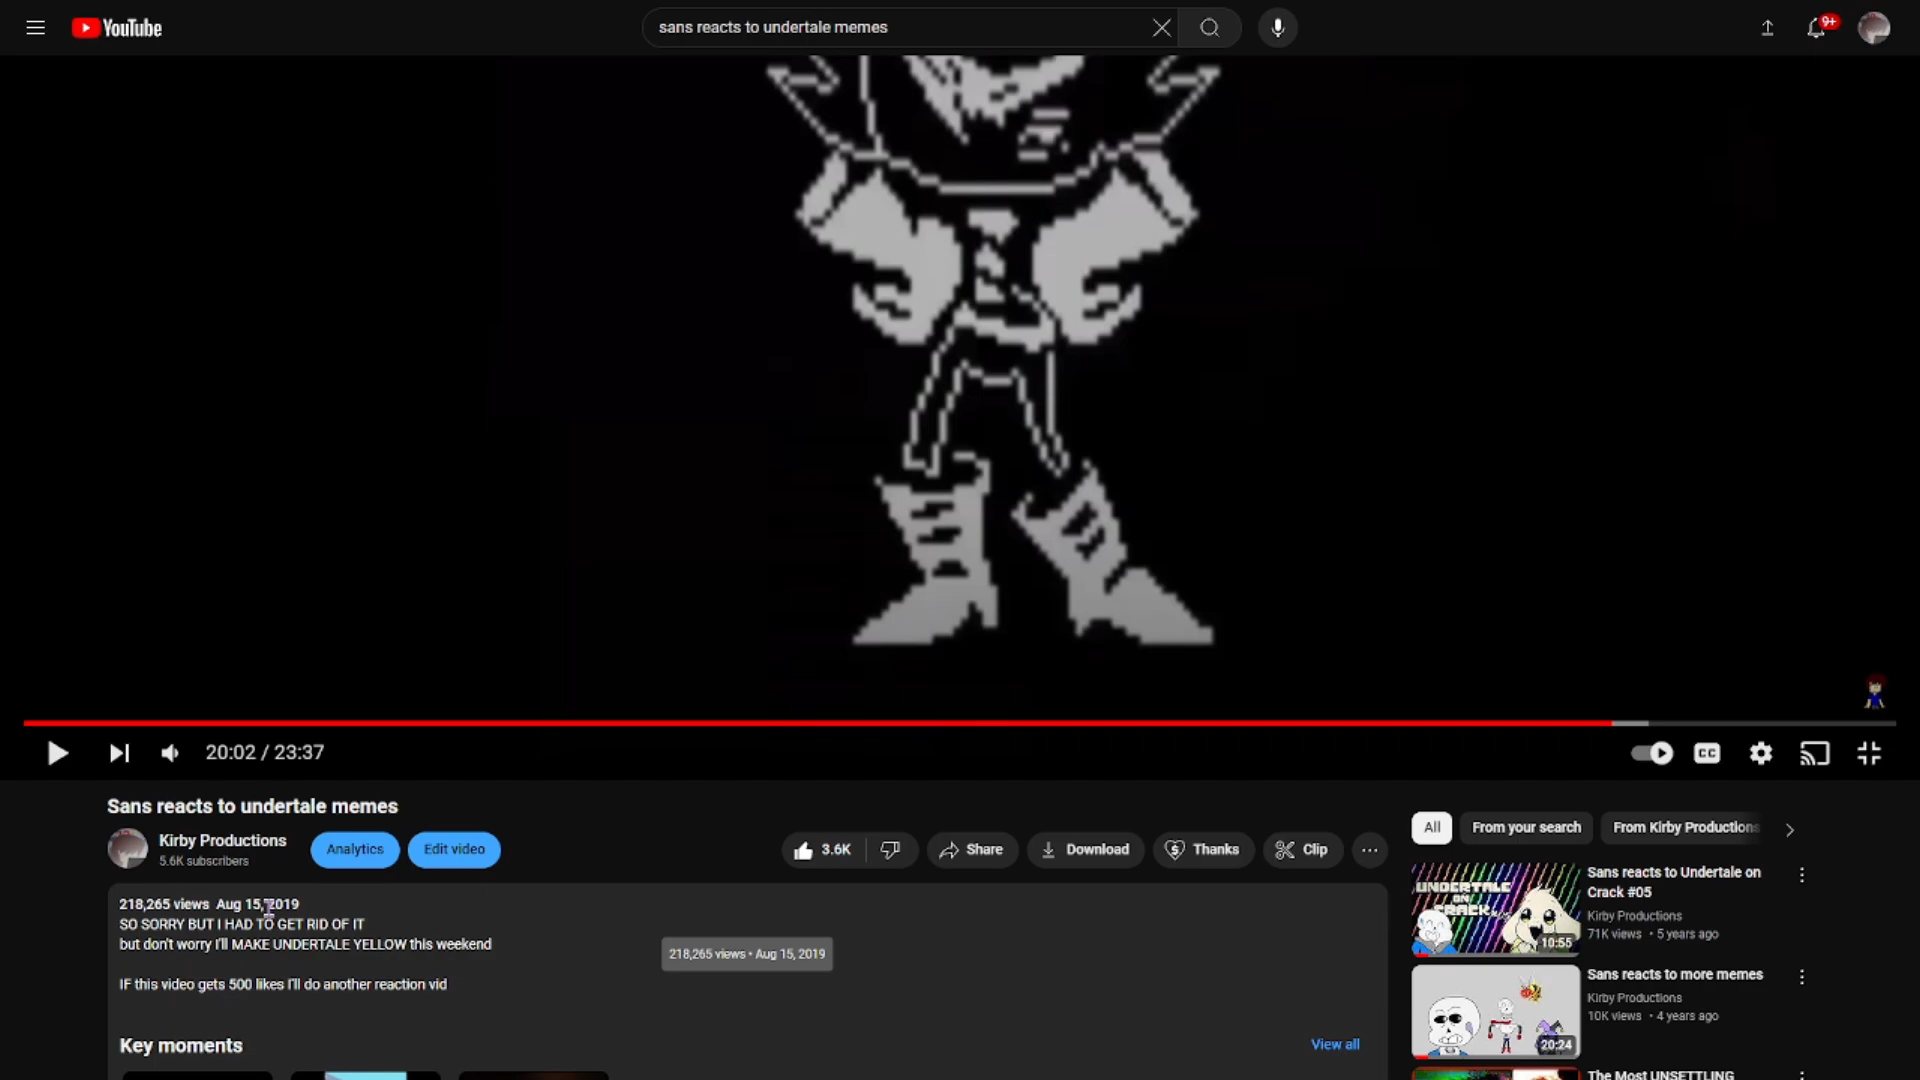 YouTube
sans reacts to undertale memes
9+
20:02 / 23:37
CC
Sans reacts to undertale memes
Kirby Productions
5.6K subscribers
Analytics
Edit video
3.6K
Share
Download
Thanks
Clip
218,265 views Aug 15, 2019
SO SORRY BUT I HAD TO GET RID OF IT
but don't worry I'll MAKE UNDERTALE YELLOW this weekend
218,265 views • Aug 15, 2019
IF this video gets 500 likes I'll do another reaction vid
Key moments
View all
All
From your search
From Kirby Productions
UNDERTALE
ON
CRACK
10:55
Sans reacts to Undertale on
Crack #05
Kirby Productions
71K views • 5 years ago
20:24
Sans reacts to more memes
Kirby Productions
10K views • 4 years ago
The Most UNSETTLING